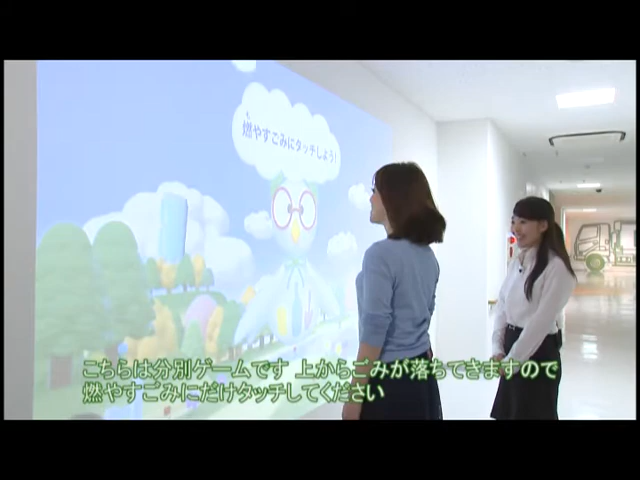 燃やすごみにタッチしよう!
も
こちらは分別ゲームです 上からごみが落ちてきますので
燃やすごみにだけタッチしてください